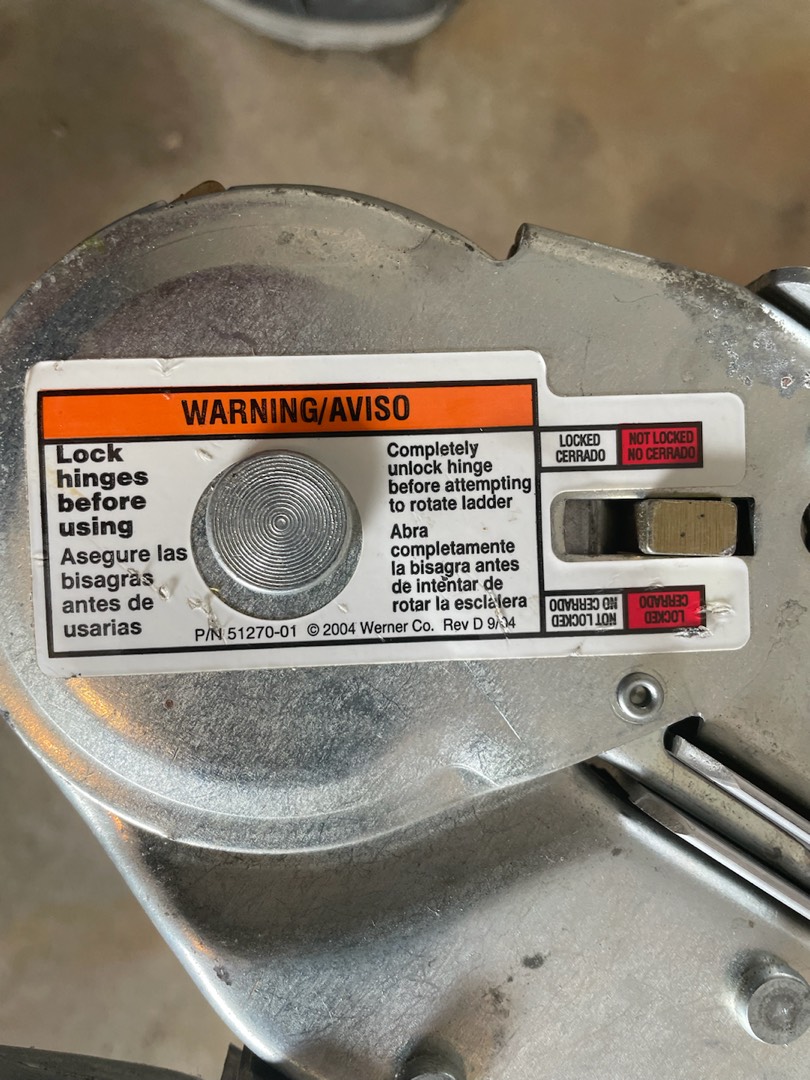 WARNING/AVISO
Lock
hinges
before
using
Asegure las
bisagras
antes de
usarias
Completely
unlock hinge
before attempting
to rotate ladder
Abra
completamente
la bisagra antes
de intentar de
rotar la esclatera
P/N 51270-01 © 2004 Werner Co. Rev D 9/04
LOCKED
CERRADO
NOT LOCKED
NO CERRADO
LOCKED
CERRADO
NOT LOCKED
NO CERRADO